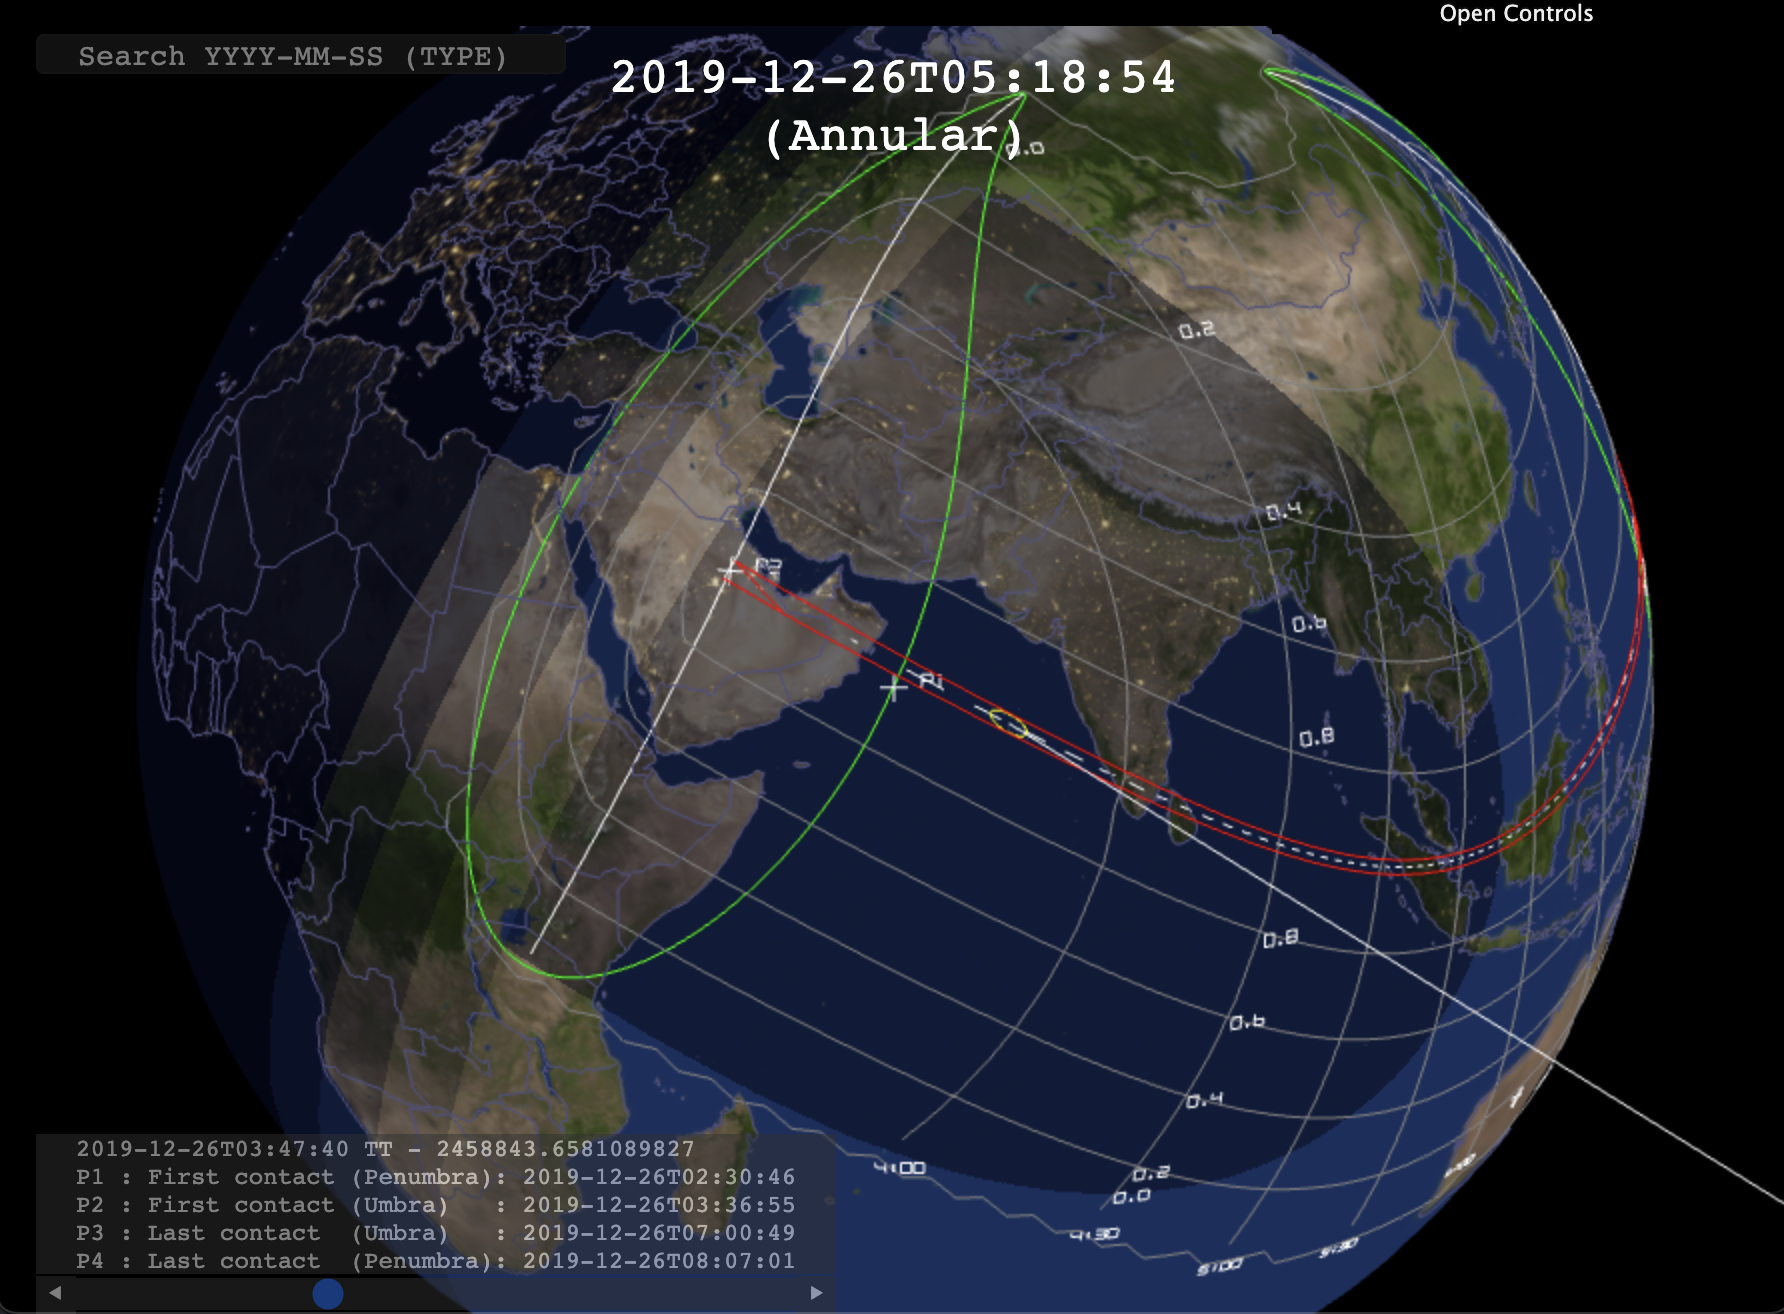 Open Controls
Search YYYY-MM-SS (TYPE)
2019-12-26T05:18:54
(Annular)
0.0
0.2
0.4
P2
0.6
P1
0.8
0.8
0.6
0.4
0.2
0.0
4:00
4:30
5:00
5:30
2019-12-26T03:47:40 TT - 2458843.6581089827
P1 : First contact (Penumbra): 2019-12-26T02:30:46
P2 : First contact (Umbra)   : 2019-12-26T03:36:55
P3 : Last contact  (Umbra)   : 2019-12-26T07:00:49
P4 : Last contact  (Penumbra): 2019-12-26T08:07:01